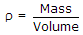 ρ = Mass
Volume